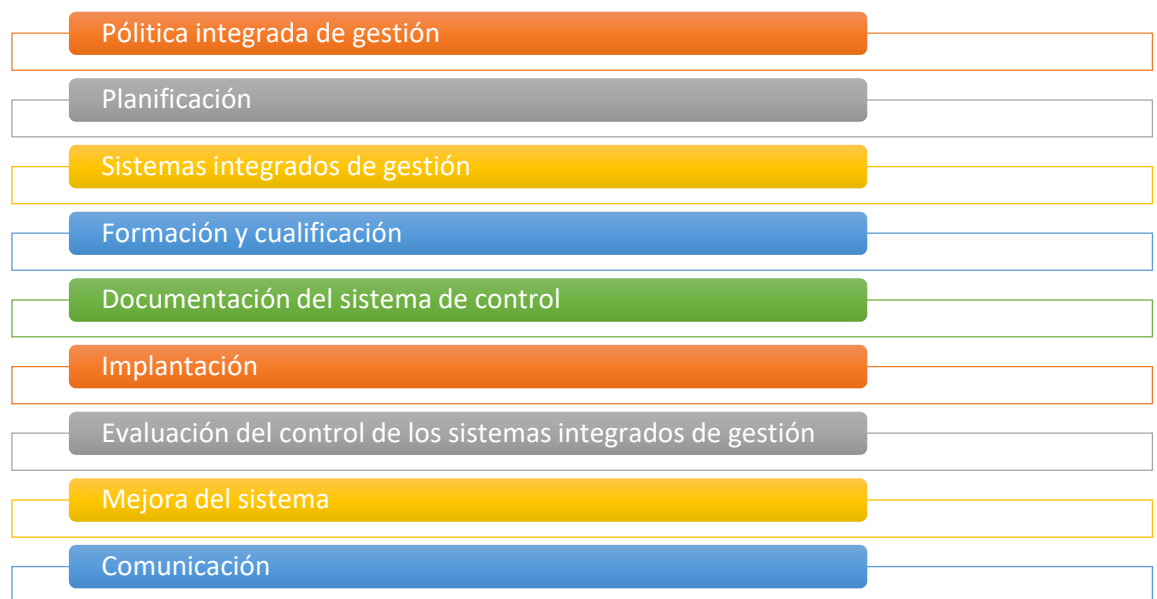 Pólitica integrada de gestión
Planificación
Sistemas integrados de gestión
Formación y cualificación
Documentación del sistema de control
Implantación
Evaluación del control de los sistemas integrados de gestión
Mejora del sistema
Comunicación